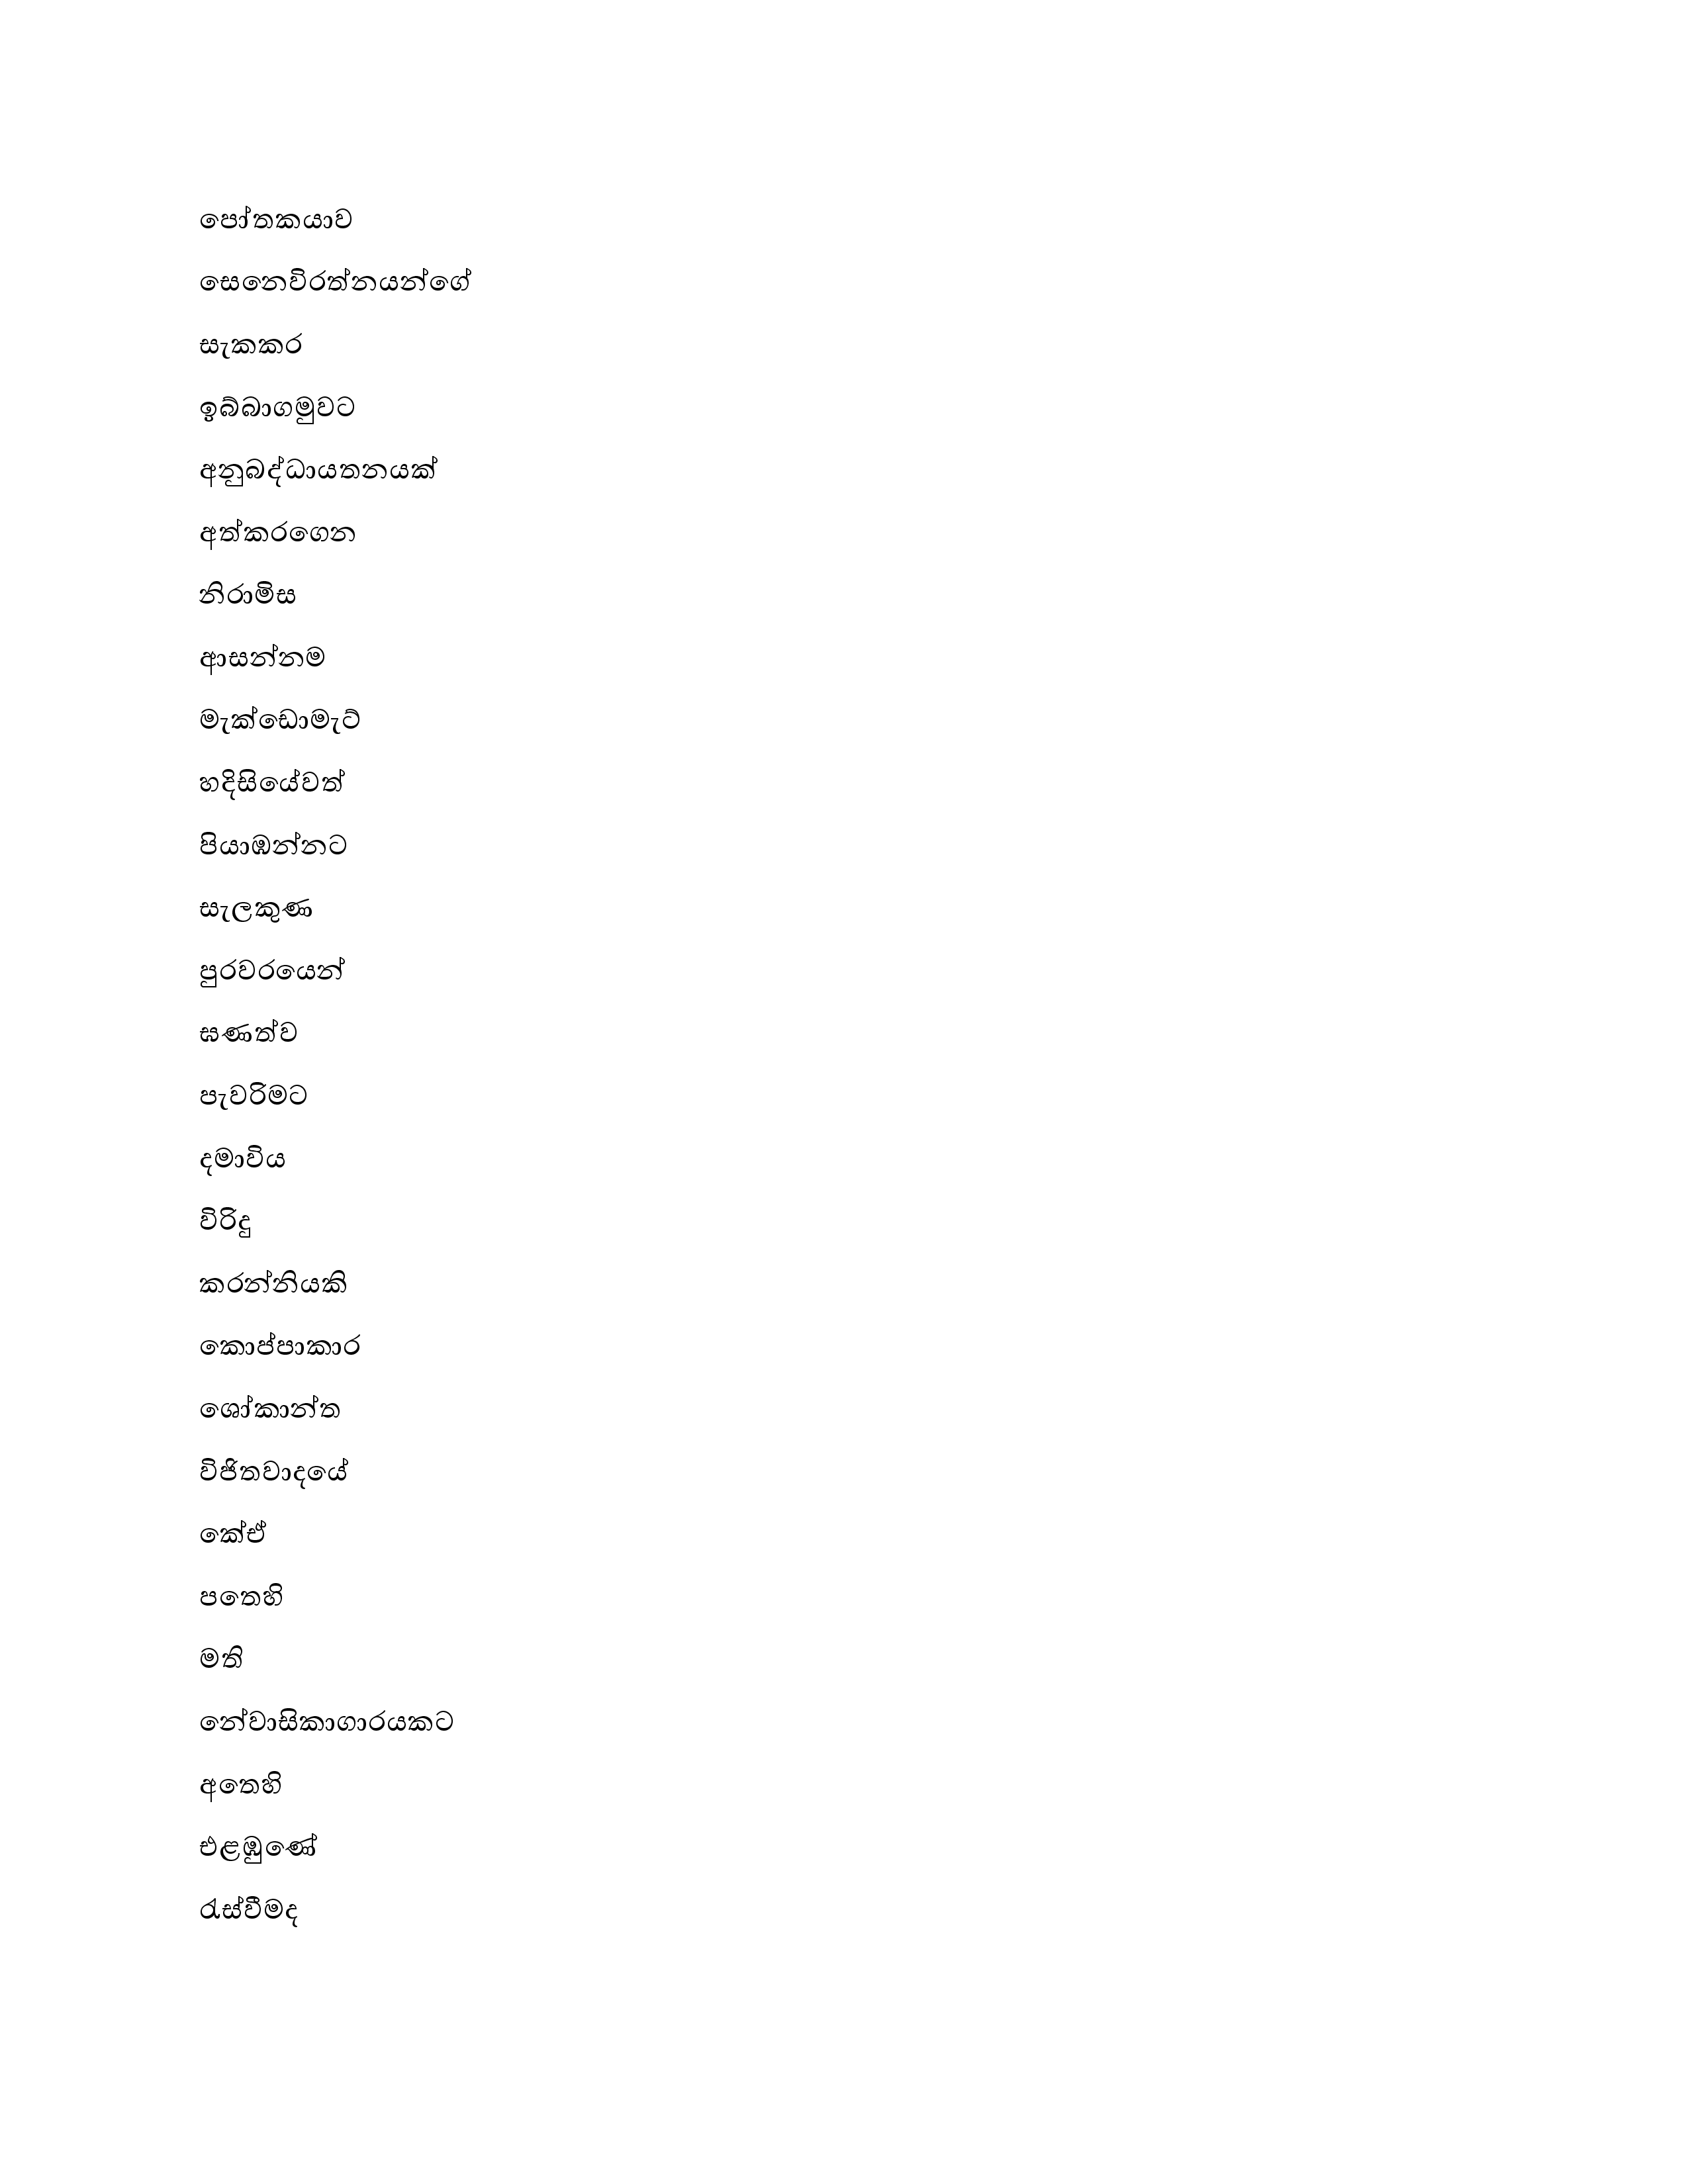 පෝතකයාව
සෙනෙවිරත්නයන්ගේ
සැකකර
ඉබ්බාගමුවට
අනුබද්ධායතනයක්
අත්කරගෙන
නිරාමිස
ආසන්නම
මැක්ඩොමැට්
හදිසියේවත්
පියාඹන්නට
සැලකුණ
පුරවරයෙන්
ඝණත්ව
පැවරිමට
දමාවිය
විරිදු
කරන්නියකි
කොප්පාකාර
ශෝකාන්ත
විජිතවාදයේ
කේඒ
පතෙහි
මති
නේවාසිකාගාරයකට
අතෙහි
එළඹුණේ
රැස්වීමද